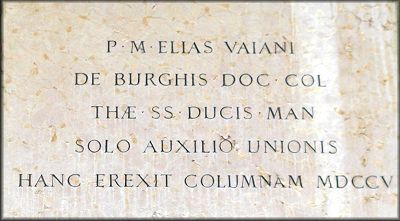 P·M·ELIAS VAIANI
DE BURGHIS DOC·COL
THÆ·SS·DUCIS·MAN
SOLO AUXILIO UNIONIS
HANC EREXIT COLUMNAM MDCCV